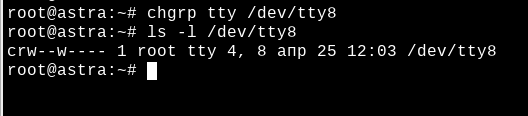 root@astra:~# chgrp tty /dev/tty8
root@astra:~# ls -l /dev/tty8
crw--w---- 1 root tty 4, 8 апр 25 12:03 /dev/tty8
root@astra:~#